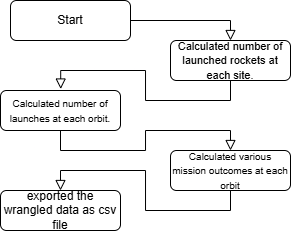 Start
Calculated number of
launched rockets at
each site.
Calculated number of
launches at each orbit.
Calculated various
mission outcomes at each
orbit
exported the
wrangled data as csv
file